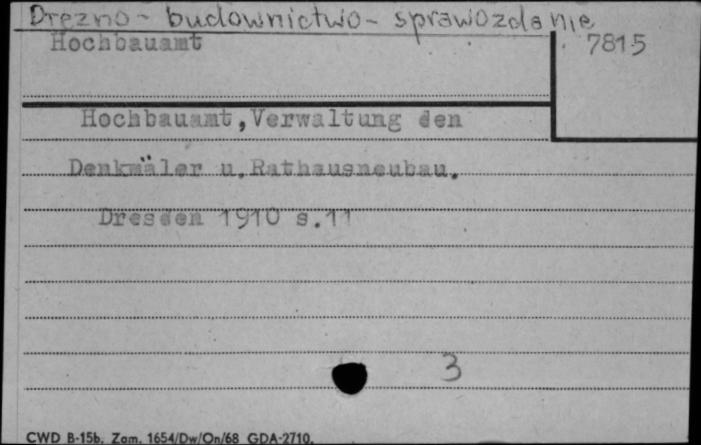 Drezno - budownictwo - sprawozdanie
Hochbauamt
7815
Hochbauamt, Verwaltung den
Denkmäler u. Rathausneubau.
Dresden 1910 s.11
3
CWD B-15b. Zam. 1654/Dw/On/68 GDA-2710.